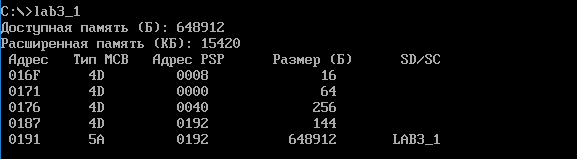 C:\>lab3_1
Доступная память (Б): 648912
Расширенная память (КБ): 15420
Адрес Тип МСВ Адрес PSP Размер (Б) SD/SC
016F 4D 0008 16
0171 4D 0000 64
0176 4D 0040 256
0187 4D 0192 144
0191 5A 0192 648912 LAB3_1